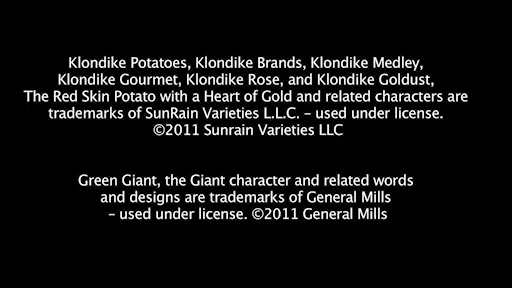 Klondike Potatoes, Klondike Brands, Klondike Medley,
Klondike Gourmet, Klondike Rose, and Klondike Goldust,
The Red Skin Potato with a Heart of Gold and related characters are
trademarks of SunRain Varieties L.L.C. – used under license.
©2011 Sunrain Varieties LLC
Green Giant, the Giant character and related words
and designs are trademarks of General Mills
– used under license. ©2011 General Mills